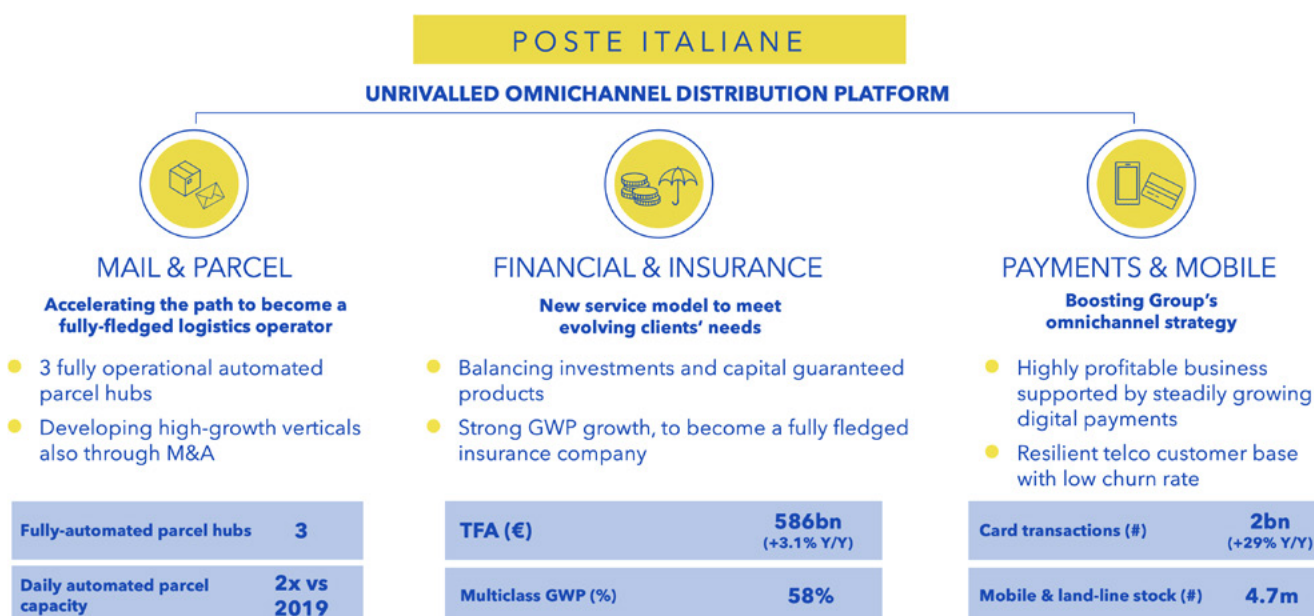 POSTE ITALIANE
UNRIVALLED OMNICHANNEL DISTRIBUTION PLATFORM
MAIL & PARCEL
Accelerating the path to become a
fully-fledged logistics operator
3 fully operational automated
parcel hubs
Developing high-growth verticals
also through M&A
Fully-automated parcel hubs 3
Daily automated parcel
capacity
2x vs
2019
FINANCIAL & INSURANCE
New service model to meet
evolving clients' needs
Balancing investments and capital guaranteed
products
Strong GWP growth, to become a fully fledged
insurance company
TFA (€) 586bn
(+3.1% Y/Y)
Multiclass GWP (%) 58%
PAYMENTS & MOBILE
Boosting Group's
omnichannel strategy
Highly profitable business
supported by steadily growing
digital payments
Resilient telco customer base
with low churn rate
Card transactions (#) 2bn
(+29% Y/Y)
Mobile & land-line stock (#) 4.7m